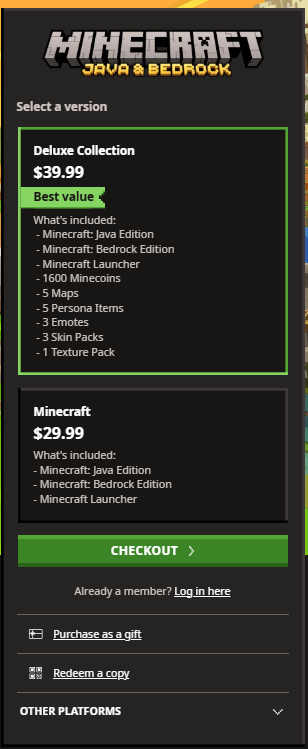 MINECRAFT
JAVA & BEDROCK
Select a version
Deluxe Collection
$39.99
Best value
What's included:
- Minecraft: Java Edition
- Minecraft: Bedrock Edition
- Minecraft Launcher
- 1600 Minecoins
- 5 Maps
- 5 Persona Items
- 3 Emotes
- 3 Skin Packs
- 1 Texture Pack
Minecraft
$29.99
What's included:
- Minecraft: Java Edition
- Minecraft: Bedrock Edition
- Minecraft Launcher
CHECKOUT
Already a member? Log in here
Purchase as a gift
Redeem a copy
OTHER PLATFORMS